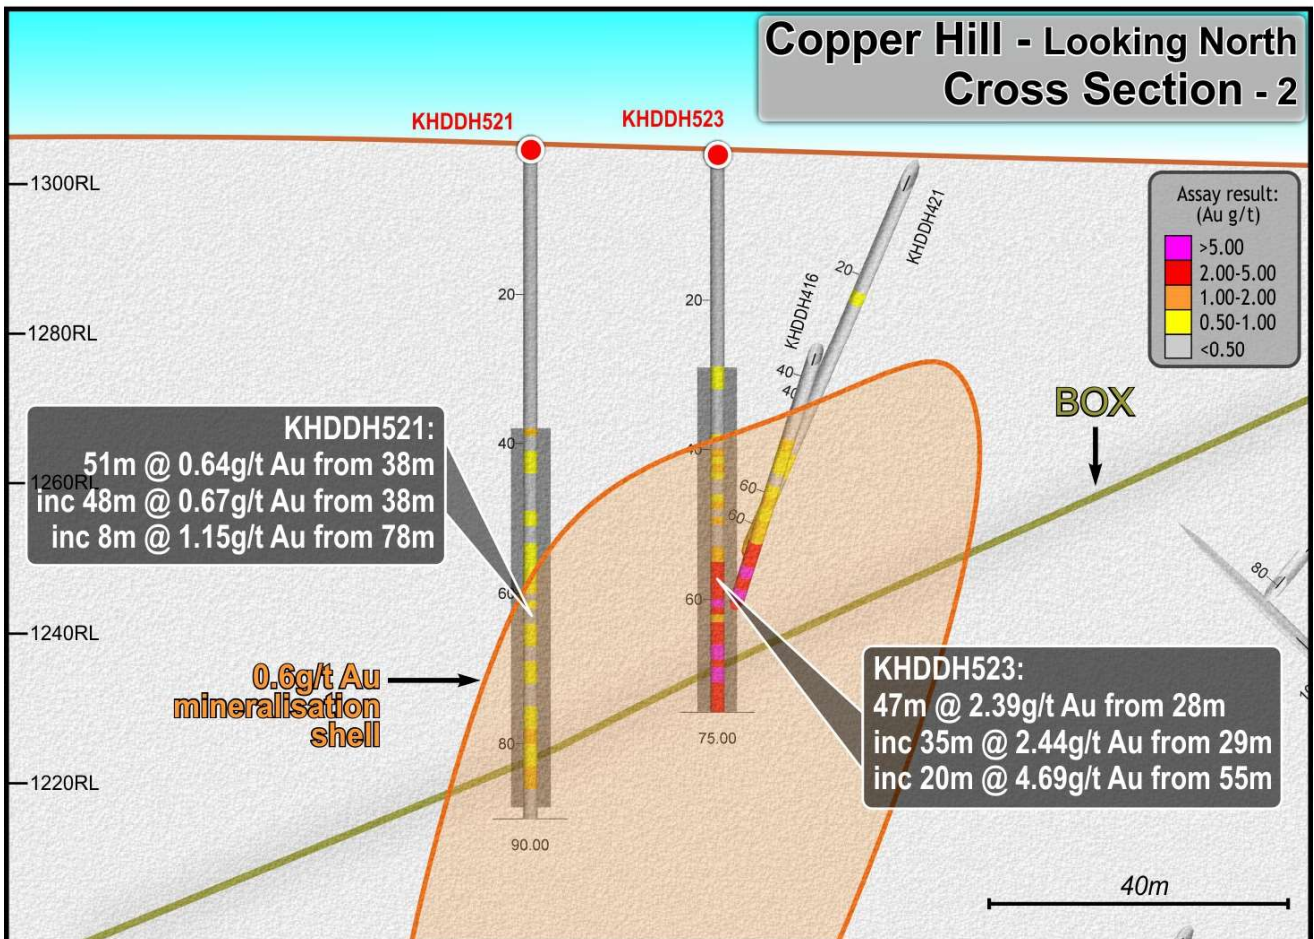 Copper Hill - Looking North
Cross Section - 2
KHDDH521
KHDDH523
1300RL
KHDDH421
Assay result:
(Au g/t)
>5.00
2.00-5.00
1.00-2.00
0.50-1.00
<0.50
20
20
20
KHDDH416
1280RL
40
40
BOX
KHDDH521:
51m @ 0.64g/t Au from 38m
inc 48m @ 0.67g/t Au from 38m
inc 8m @ 1.15g/t Au from 78m
40
40
1260RL
60
60
60
60
80
1240RL
0.6g/t Au
mineralisation
shell
KHDDH523:
47m @ 2.39g/t Au from 28m
inc 35m @ 2.44g/t Au from 29m
inc 20m @ 4.69g/t Au from 55m
80
75.00
1220RL
90.00
40m